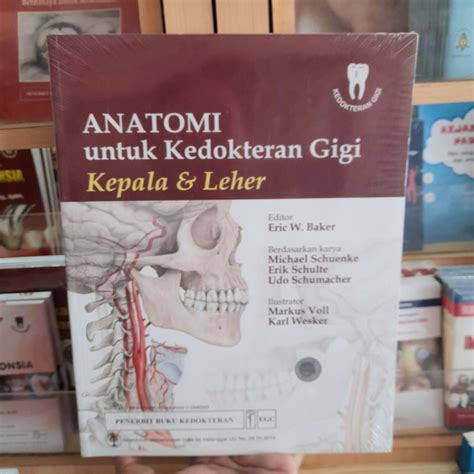 KEDOKTERAN GIGI
ANATOMI
untuk Kedokteran Gigi
Kepala & Leher
Editor
Eric W. Baker
Berdasarkan karya
Michael Schuenke
Erik Schulte
Udo Schumacher
Ilustrator
Markus Voll
Karl Wesker
PENERBIT BUKU KEDOKTERAN EGC